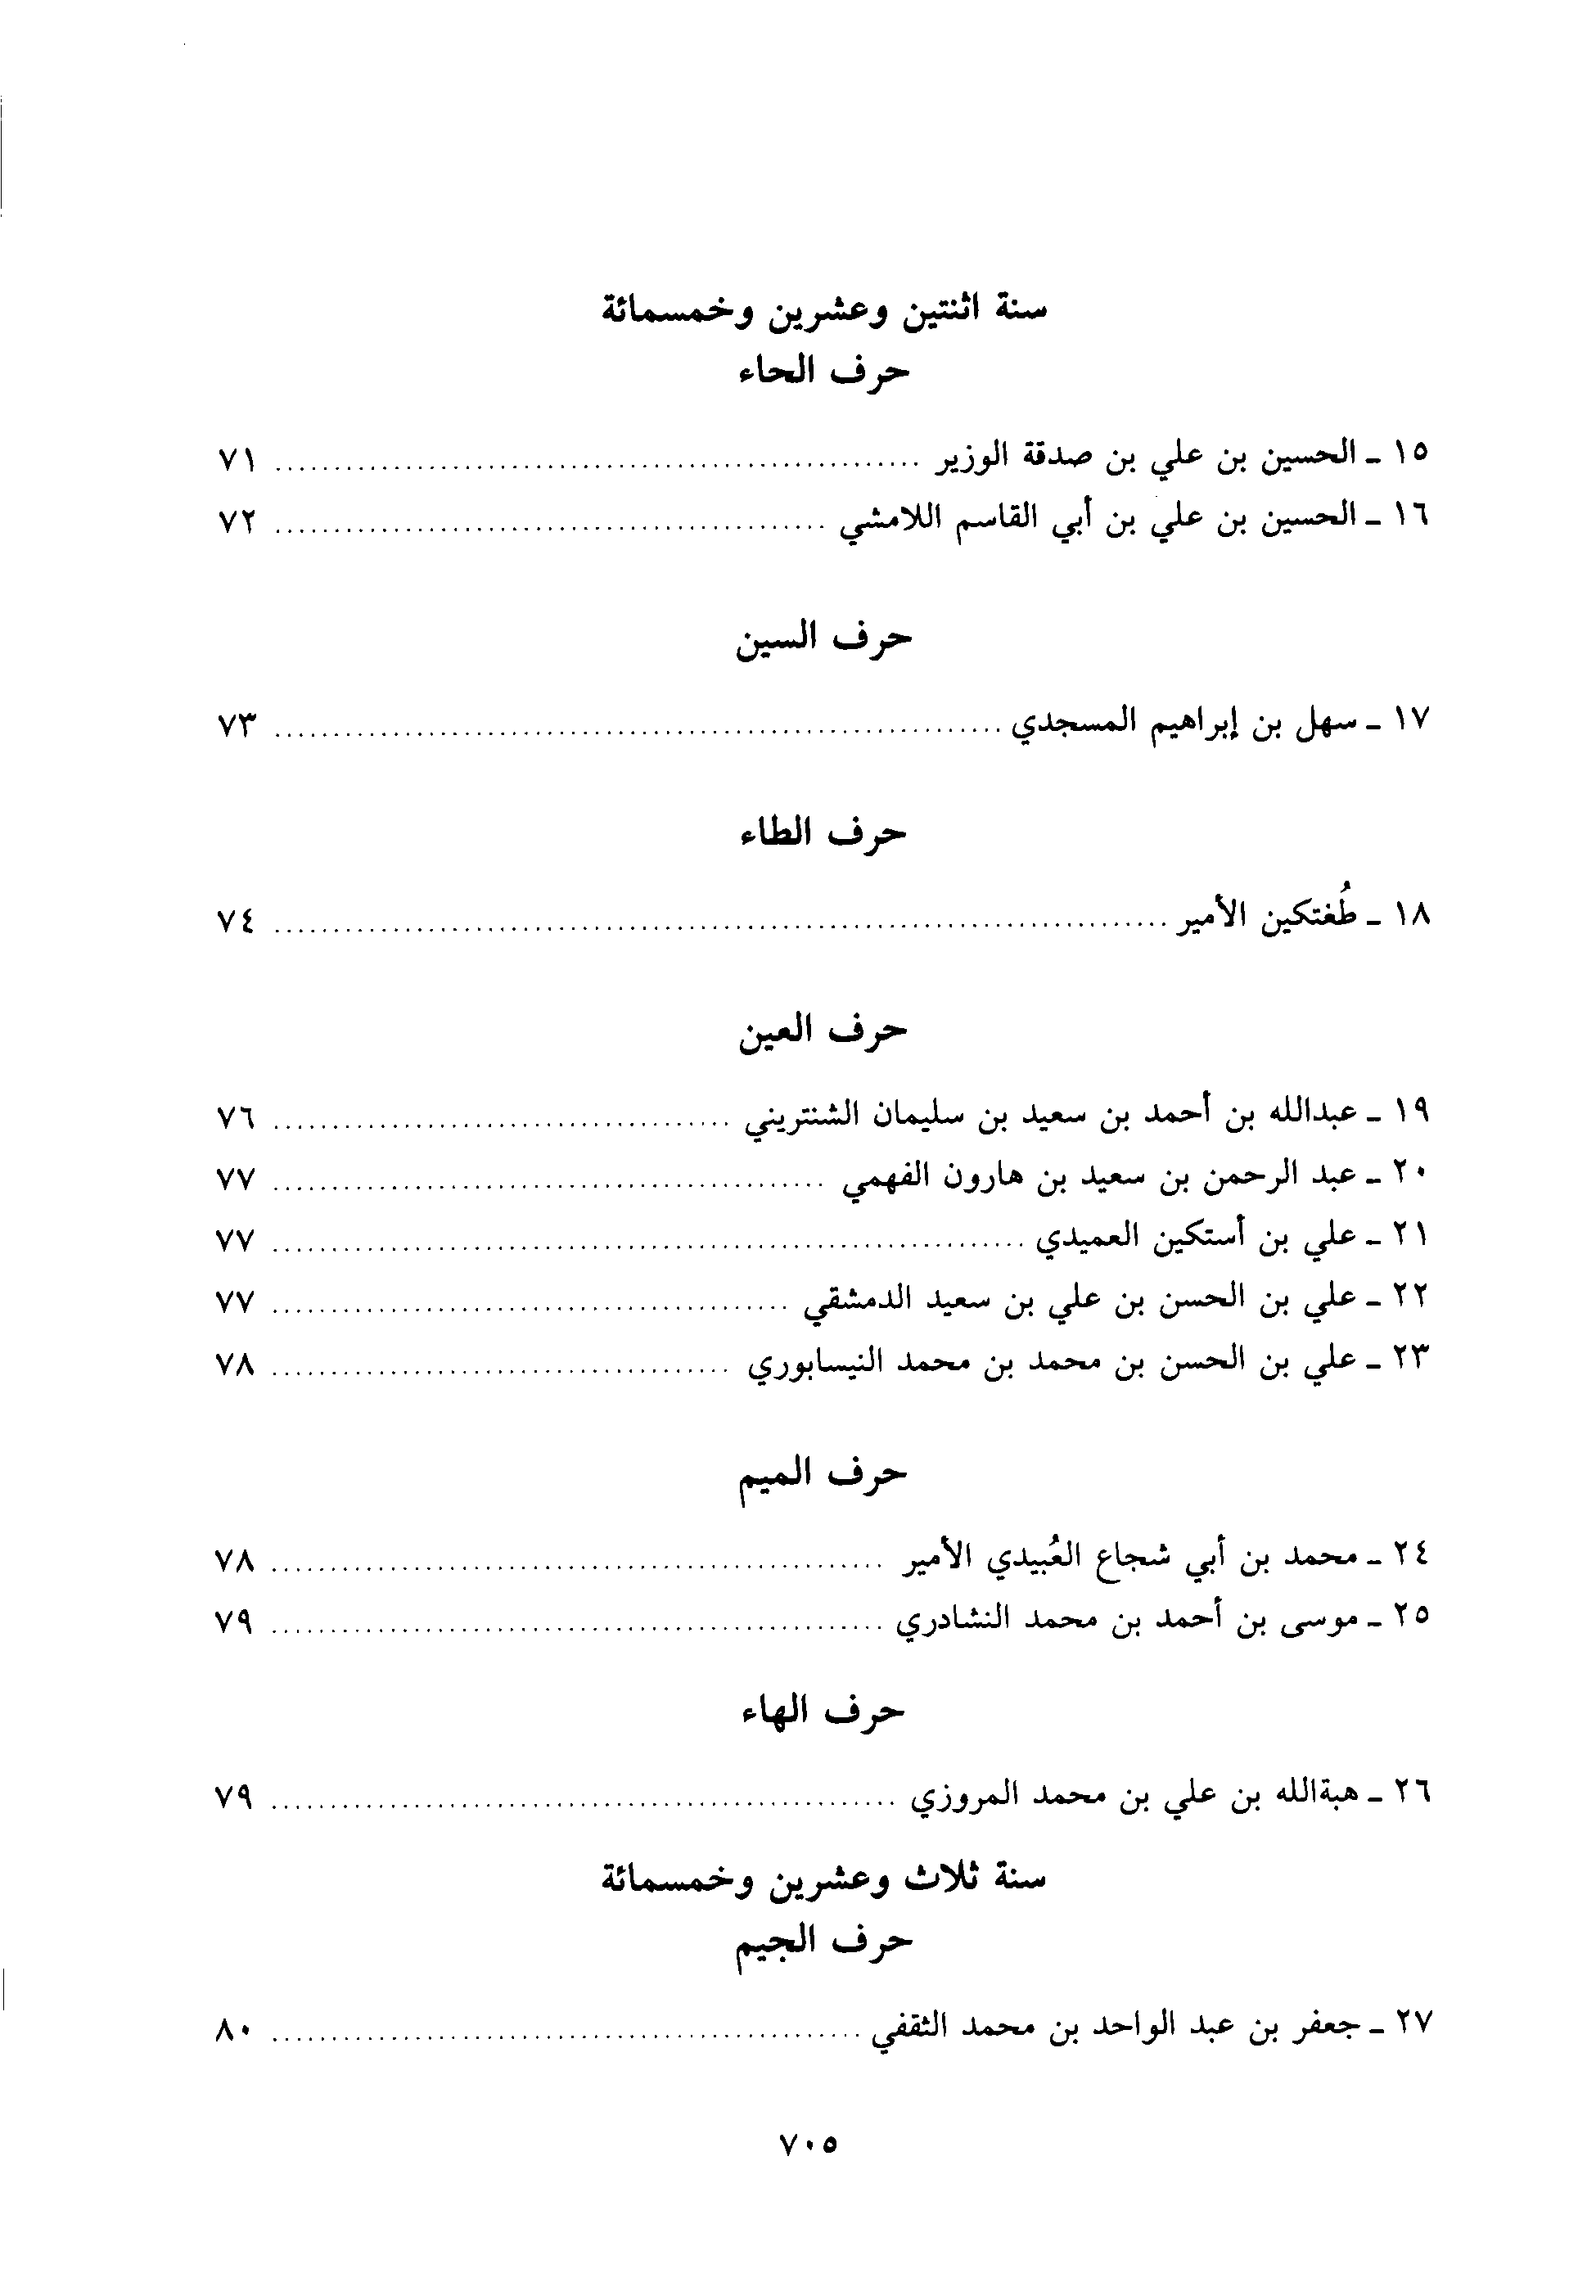 سنة اثنتين وعشرين وخمسمائة
حرف الحاء
١٥ ـ الحسين بن علي بن صدقة الوزير ........ ٧١
١٦ ـ الحسين بن علي بن أبي القاسم اللامشي ........ ٧٢
حرف السين
١٧ ـ سهل بن إبراهيم المسجدي ........ ٧٣
حرف الطاء
١٨ ـ طُغتكين الأمير ........ ٧٤
حرف العين
١٩ ـ عبدالله بن أحمد بن سعيد بن سليمان الشنتريني ........ ٧٦
٢٠ ـ عبد الرحمن بن سعيد بن هارون الفهمي ........ ٧٧
٢١ ـ علي بن أستكين العميدي ........ ٧٧
٢٢ ـ علي بن الحسن بن علي بن سعيد الدمشقي ........ ٧٧
٢٣ ـ علي بن الحسن بن محمد بن محمد النيسابوري ........ ٧٨
حرف الميم
٢٤ ـ محمد بن أبي شجاع العُبيدي الأمير ........ ٧٨
٢٥ ـ موسى بن أحمد بن محمد النشادري ........ ٧٩
حرف الهاء
٢٦ ـ هبةالله بن علي بن محمد المروزي ........ ٧٩
سنة ثلاث وعشرين وخمسمائة
حرف الجيم
٢٧ ـ جعفر بن عبد الواحد بن محمد الثقفي ........ ٨٠
٧٠٥